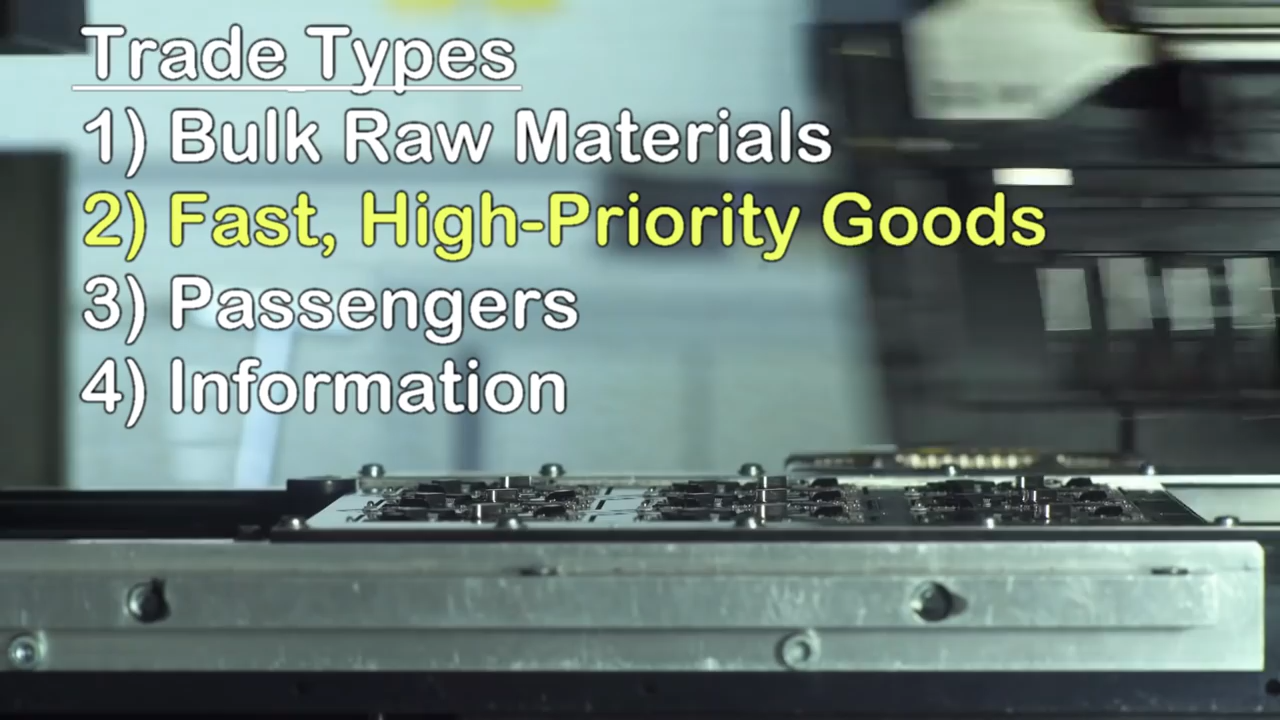 Trade Types
1) Bulk Raw Materials
2) Fast, High-Priority Goods
3) Passengers
4) Information